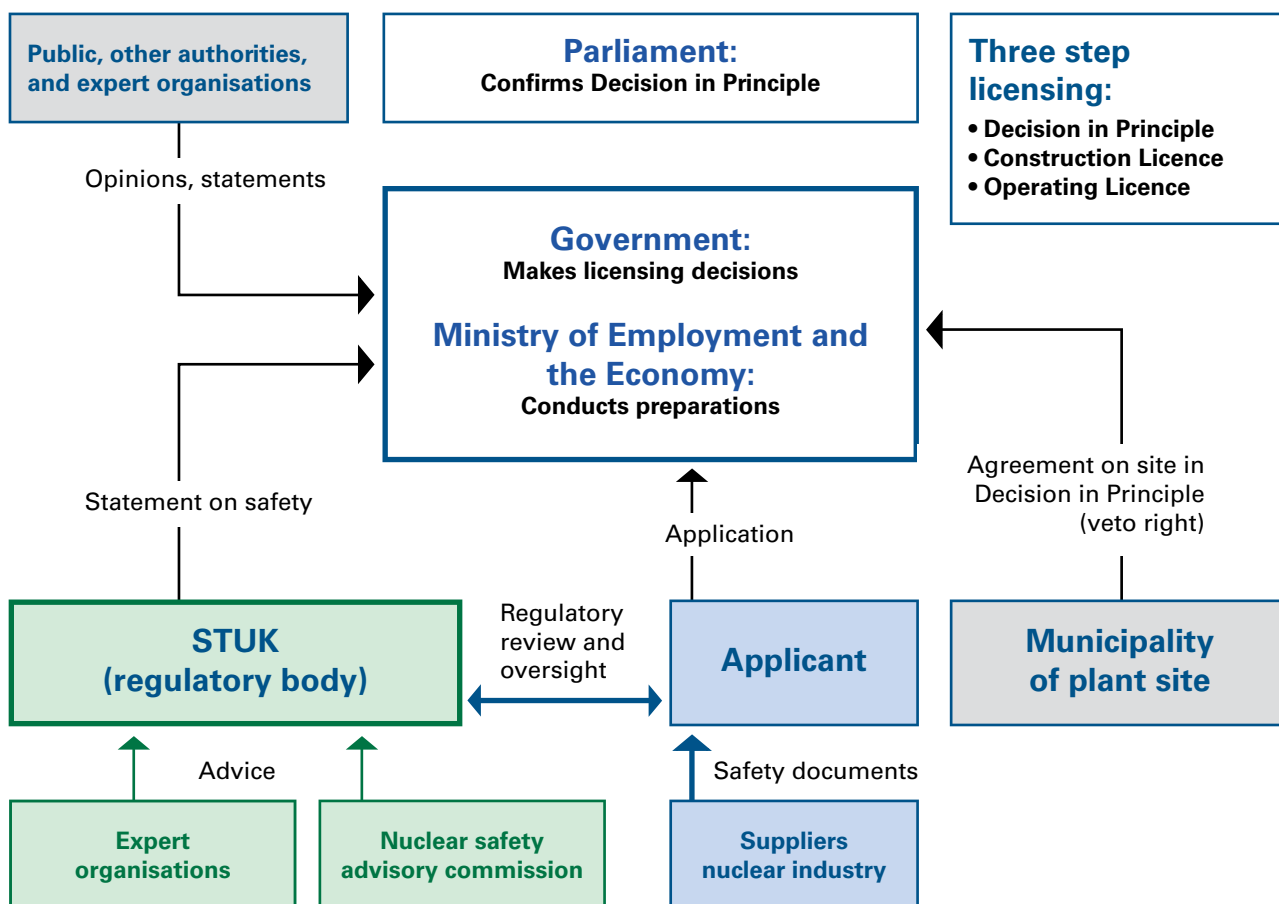 Public, other authorities,
and expert organisations
Parliament:
Confirms Decision in Principle
Three step
licensing:
• Decision in Principle
• Construction Licence
• Operating Licence
Opinions, statements
Government:
Makes licensing decisions
Ministry of Employment and
the Economy:
Conducts preparations
Statement on safety
Application
Agreement on site in
Decision in Principle
(veto right)
STUK
(regulatory body)
Regulatory
review and
oversight
Applicant
Municipality
of plant site
Advice
Safety documents
Expert
organisations
Nuclear safety
advisory commission
Suppliers
nuclear industry